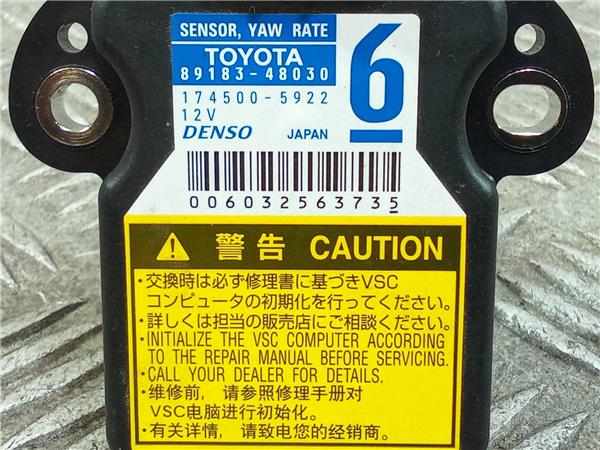 SENSOR, YAW RATE
TOYOTA
89183-48030
6
174500-5922
12V
DENSO JAPAN
006032563735
警告 CAUTION
・交換時は必ず修理書に基づきVSC
コンピュータの初期化を行ってください。
・詳しくは担当の販売店にご相談ください。
・INITIALIZE THE VSC COMPUTER ACCORDING
TO THE REPAIR MANUAL BEFORE SERVICING.
・CALL YOUR DEALER FOR DETAILS.
・维修前，请参照修理手册对
VSC电脑进行初始化。
・有关详情，请致电您的经销商。